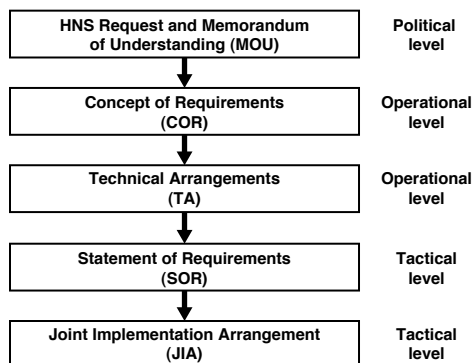 HNS Request and Memorandum
of Understanding (MOU)
Political
level
Concept of Requirements
(COR)
Operational
level
Technical Arrangements
(TA)
Operational
level
Statement of Requirements
(SOR)
Tactical
level
Joint Implementation Arrangement
(JIA)
Tactical
level